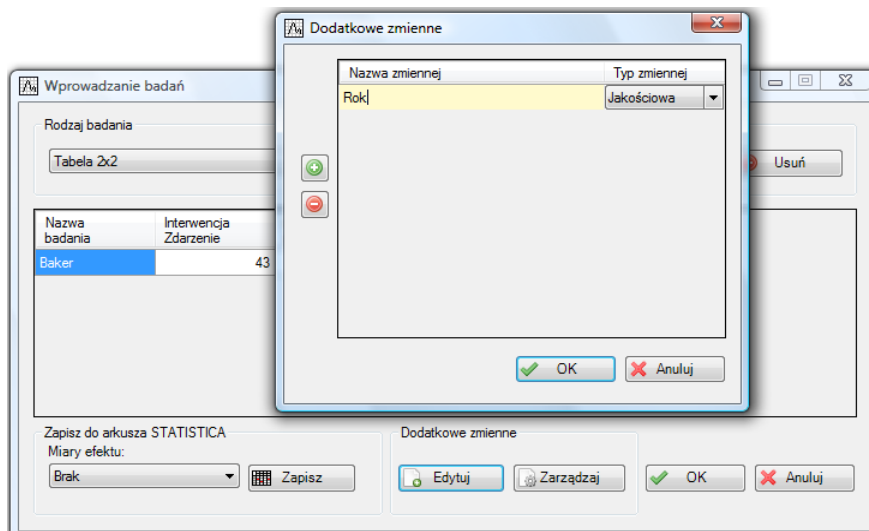 Dodatkowe zmienne
Nazwa zmiennej Typ zmiennej
Rok Jakościowa
OK Anuluj
Wprowadzanie badań
Rodzaj badania
Tabela 2x2 Usuń
Nazwa badania Interwencja Zdarzenie
Baker 43
Zapisz do arkusza STATISTICA
Miary efektu:
Brak Zapisz
Dodatkowe zmienne
Edytuj Zarządzaj OK Anuluj